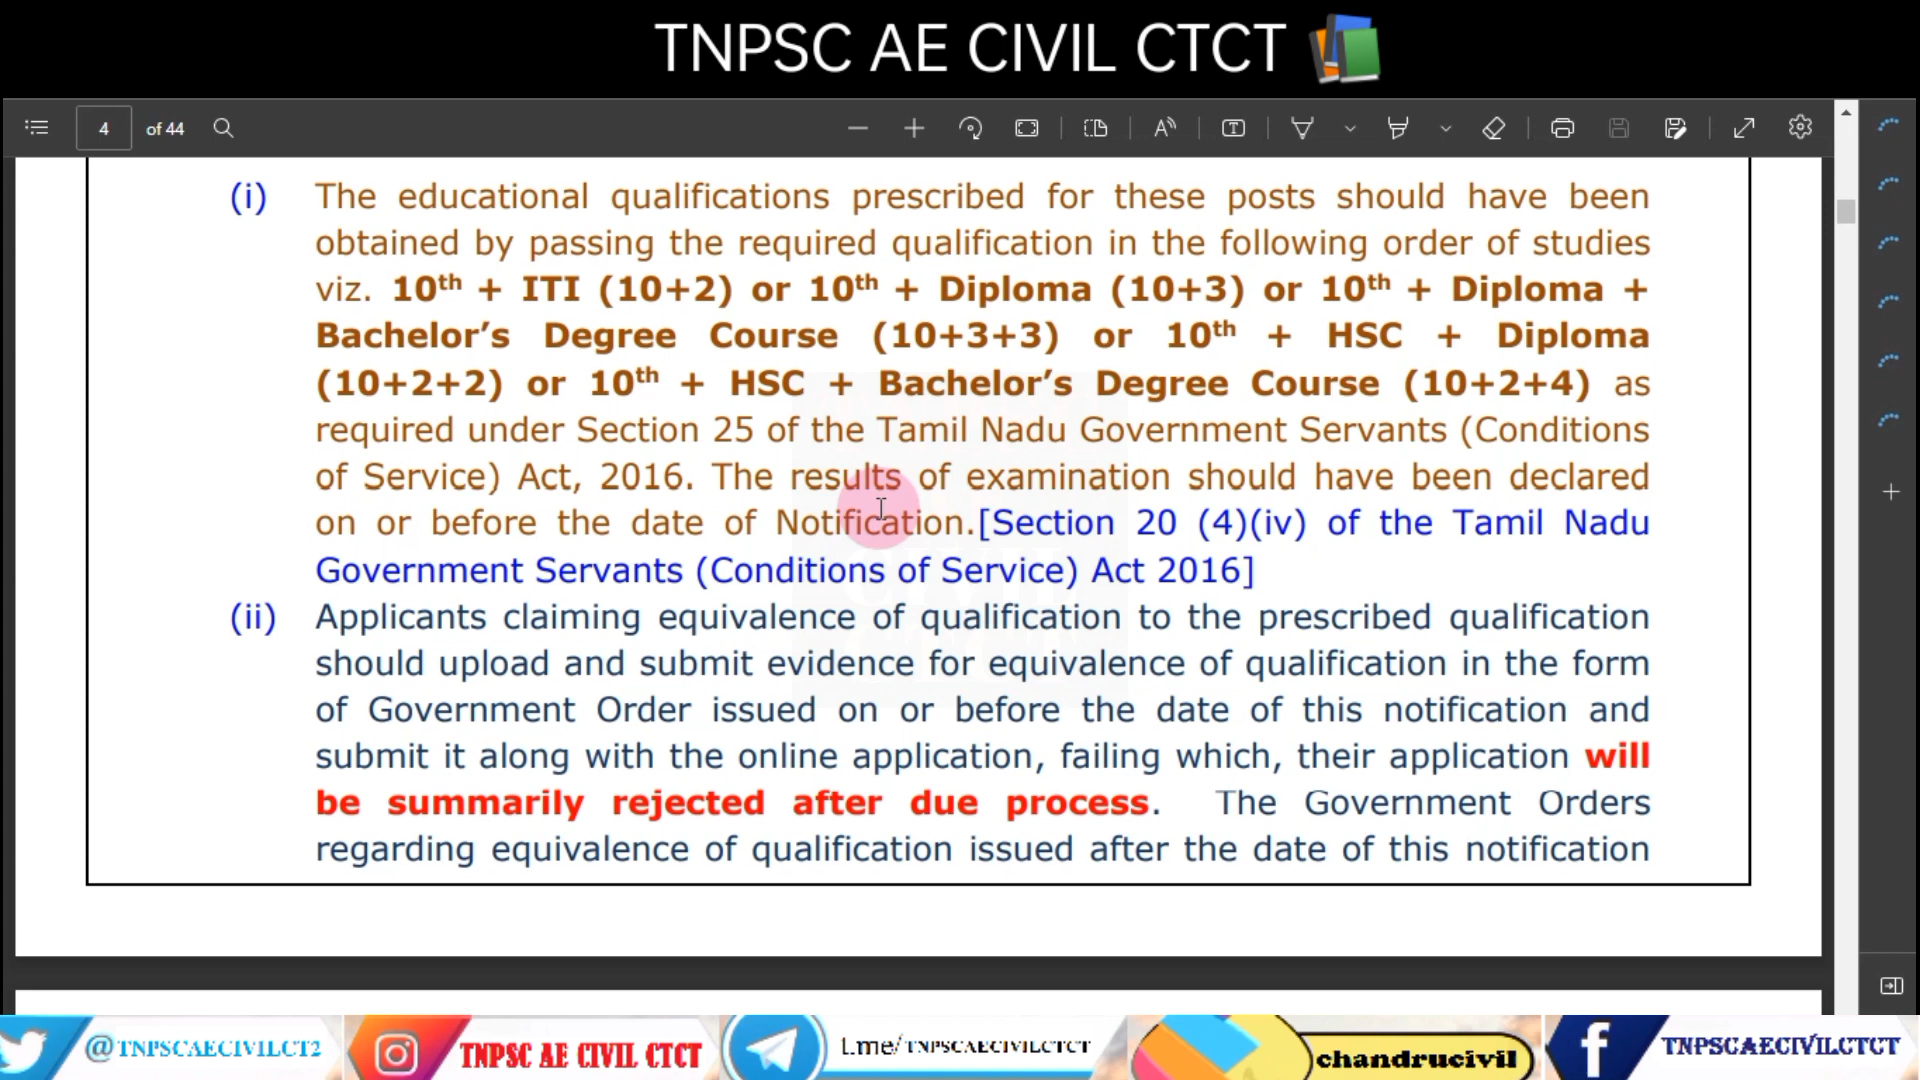 TNPSC AE CIVIL CTCT
4 of 44
(i) The educational qualifications prescribed for these posts should have been
obtained by passing the required qualification in the following order of studies
viz. 10th + ITI (10+2) or 10th + Diploma (10+3) or 10th + Diploma +
Bachelor’s Degree Course (10+3+3) or 10th + HSC + Diploma
(10+2+2) or 10th + HSC + Bachelor’s Degree Course (10+2+4) as
required under Section 25 of the Tamil Nadu Government Servants (Conditions
of Service) Act, 2016. The results of examination should have been declared
on or before the date of Notification.[Section 20 (4)(iv) of the Tamil Nadu
Government Servants (Conditions of Service) Act 2016]
(ii) Applicants claiming equivalence of qualification to the prescribed qualification
should upload and submit evidence for equivalence of qualification in the form
of Government Order issued on or before the date of this notification and
submit it along with the online application, failing which, their application will
be summarily rejected after due process. The Government Orders
regarding equivalence of qualification issued after the date of this notification
@TNPSCAECIVILCT2
TNPSC AE CIVIL CTCT
t.me/TNPSCAECIVILCTCT
chandrucivil
TNPSCAECIVILCTCT